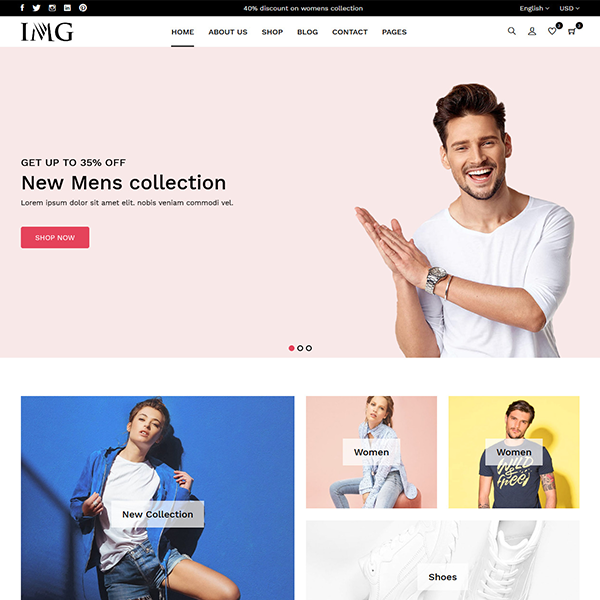 40% discount on womens collection
English
USD
IMG
HOME
ABOUT US
SHOP
BLOG
CONTACT
PAGES
GET UP TO 35% OFF
New Mens collection
Lorem ipsum dolor sit amet elit. nobis veniam commodi vel.
SHOP NOW
New Collection
Women
Women
Shoes